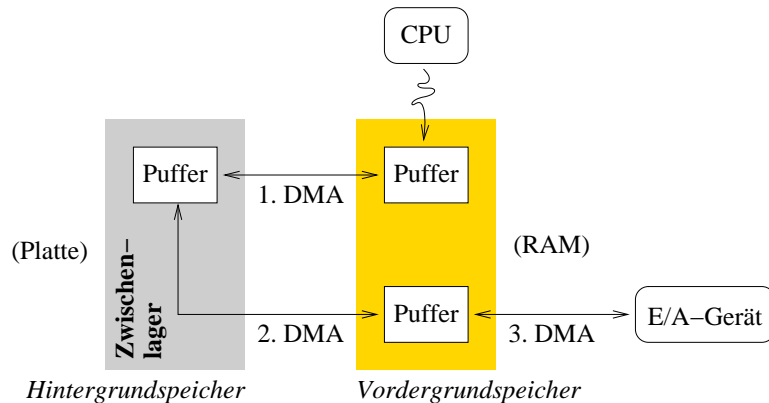 CPU
Puffer
Puffer
1. DMA
(Platte)
(RAM)
Zwischen–
lager
Puffer
E/A–Gerät
2. DMA
3. DMA
Hintergrundspeicher
Vordergrundspeicher